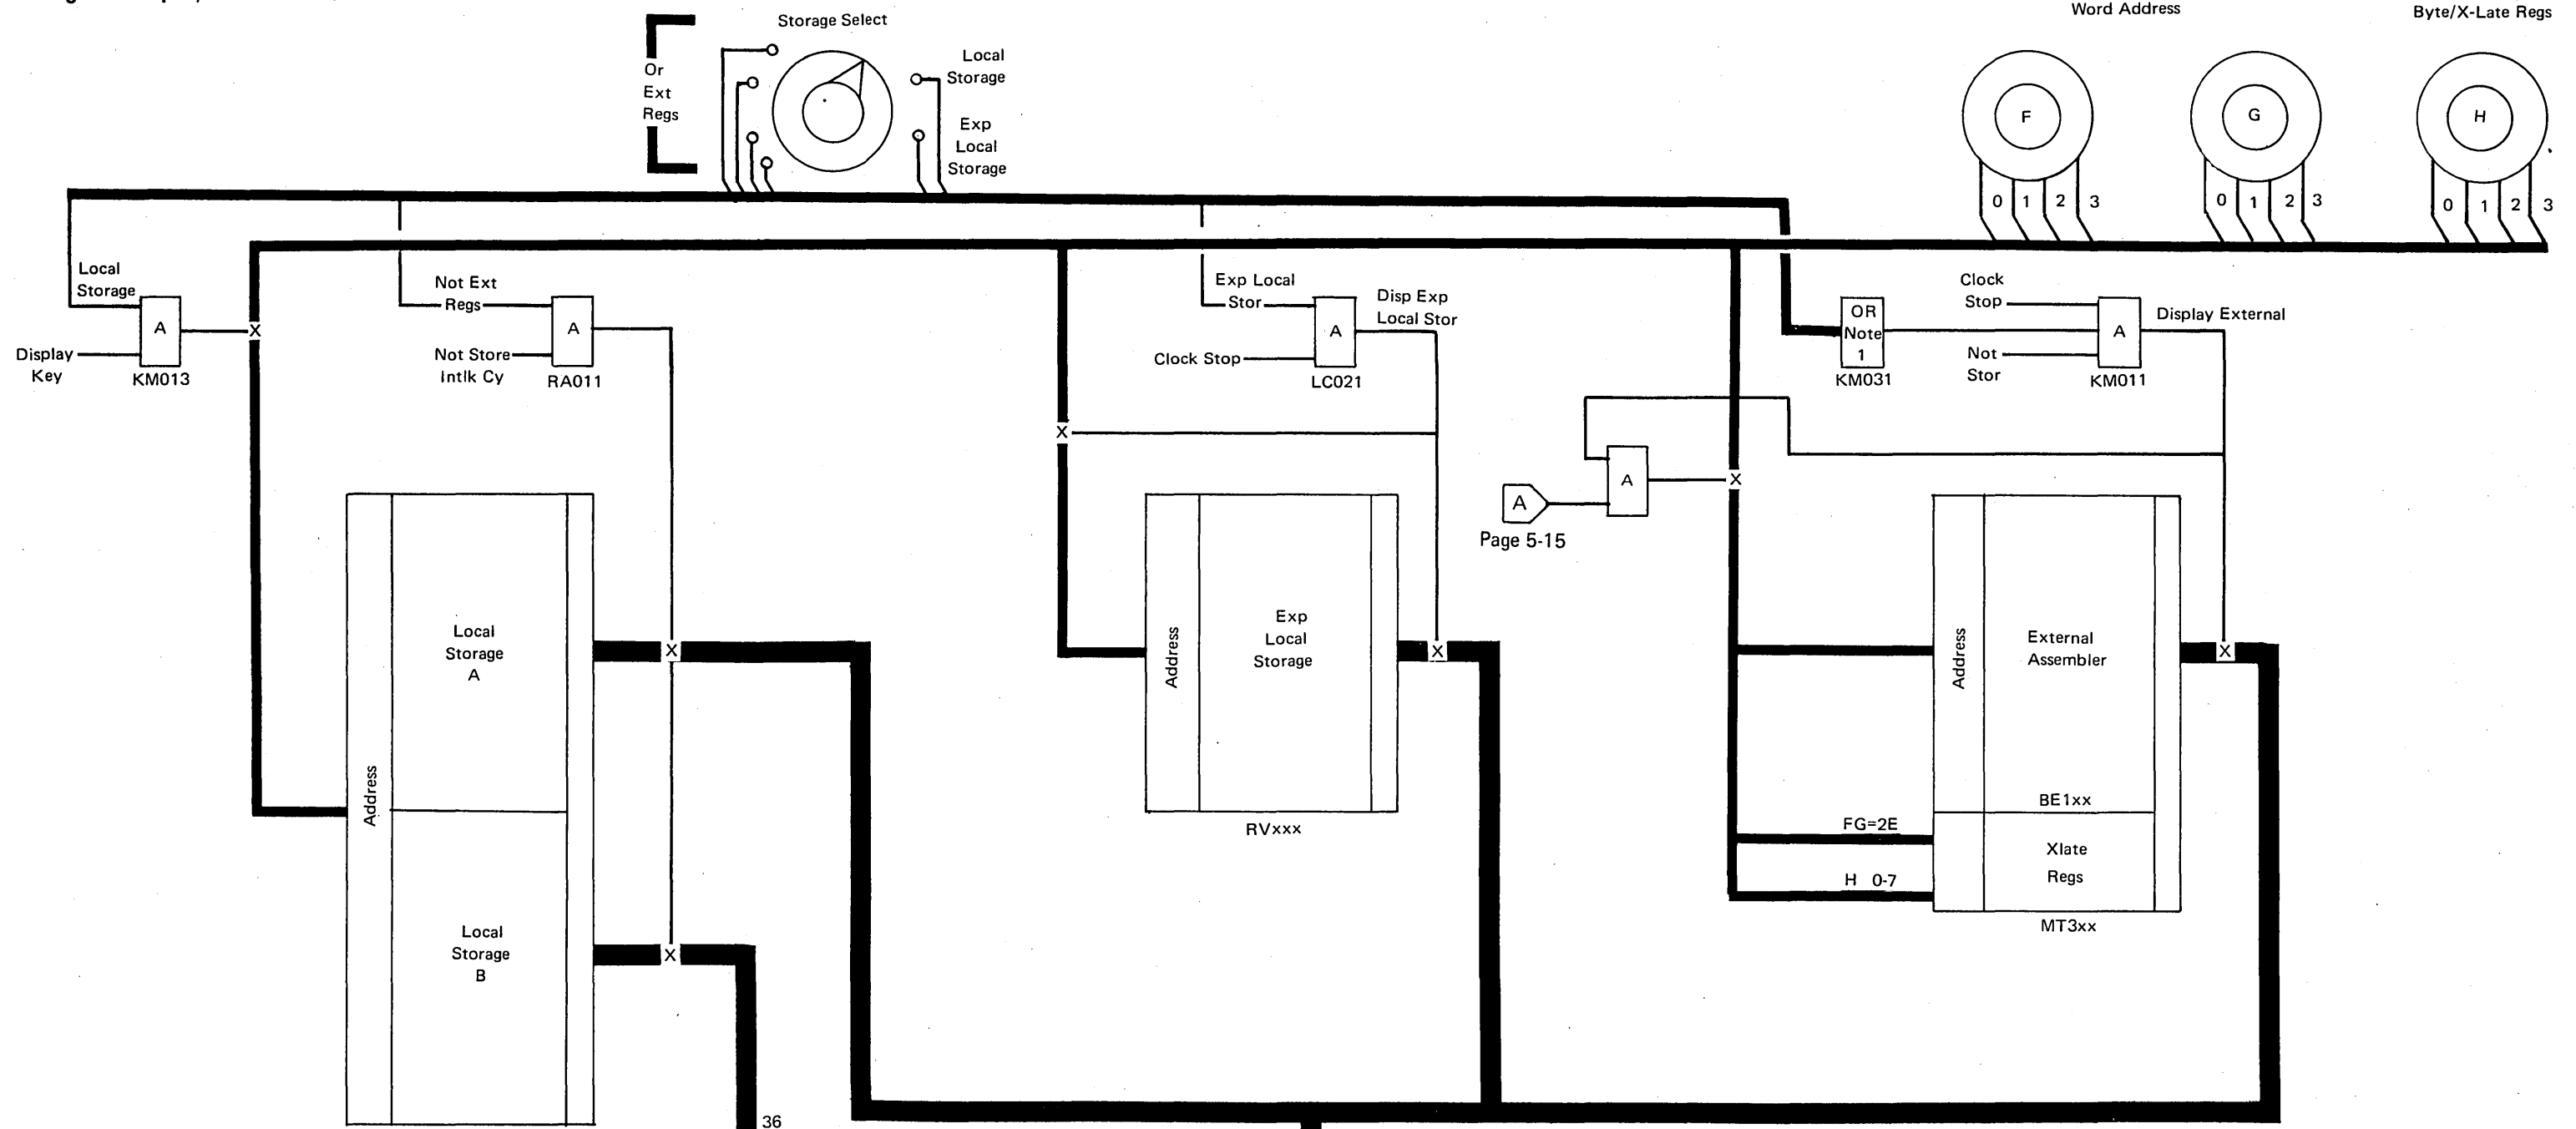 Storage Select
Word Address
Byte/X-Late Regs
Or
Ext
Regs
Local
Storage
Exp
Local
Storage
F
G
H
0 1 2 3
0 1 2 3
0 1 2 3
Local
Storage
Display
Key
A
KM013
X
Not Ext
Regs
Not Store
Intlk Cy
A
RA011
Exp Local
Stor
Clock Stop
A
LC021
Disp Exp
Local Stor
OR
Note
1
KM031
Clock
Stop
Not
Stor
A
KM011
Display External
X
A
Page 5-15
A
X
Address
Local
Storage
A
X
Local
Storage
B
X
36
Address
Exp
Local
Storage
RVxxx
X
Address
External
Assembler
BE1xx
X
FG=2E
H 0-7
Xlate
Regs
MT3xx